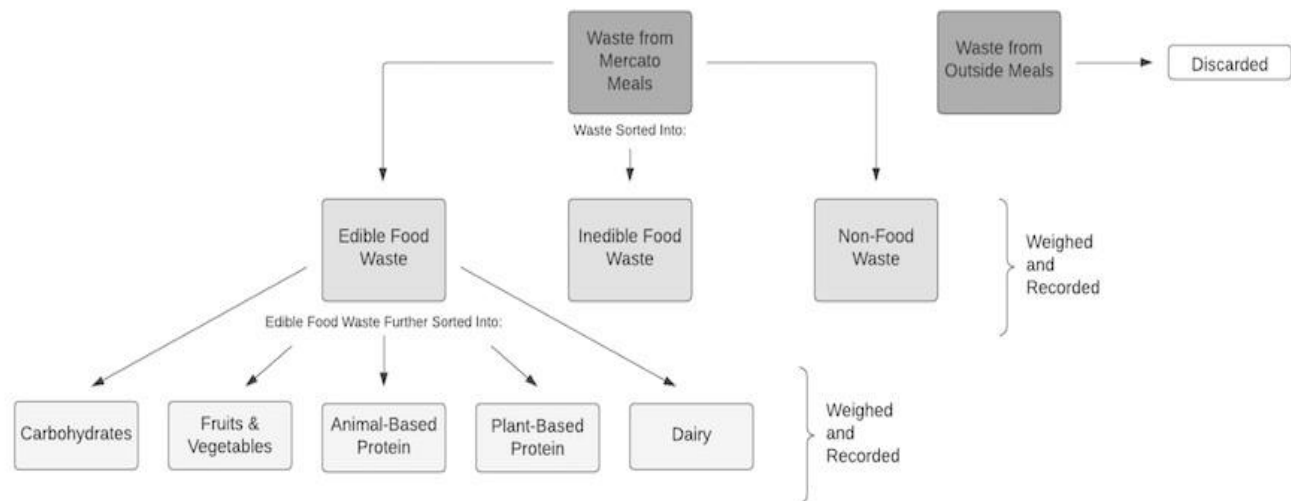 Waste from
Mercato
Meals
Waste from
Outside Meals
Discarded
Waste Sorted Into:
Edible Food
Waste
Inedible Food
Waste
Non-Food
Waste
Weighed
and
Recorded
Edible Food Waste Further Sorted Into:
Carbohydrates
Fruits &
Vegetables
Animal-Based
Protein
Plant-Based
Protein
Dairy
Weighed
and
Recorded